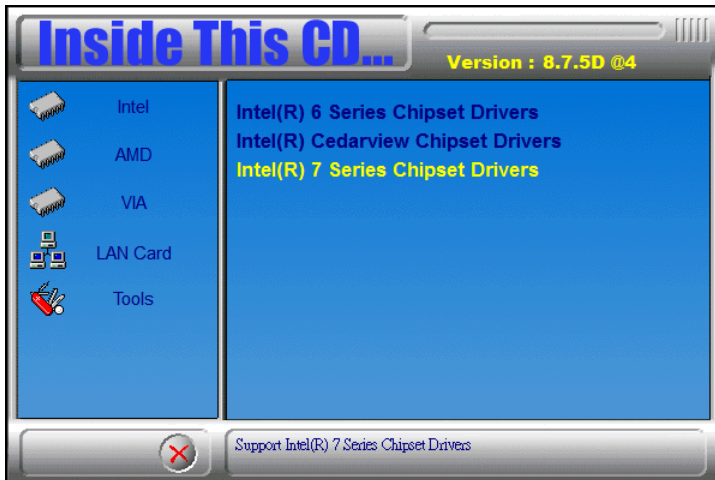 Inside This CD...
Version : 8.7.5D @4
Intel
AMD
VIA
LAN Card
Tools
Intel(R) 6 Series Chipset Drivers
Intel(R) Cedarview Chipset Drivers
Intel(R) 7 Series Chipset Drivers
Support Intel(R) 7 Series Chipset Drivers